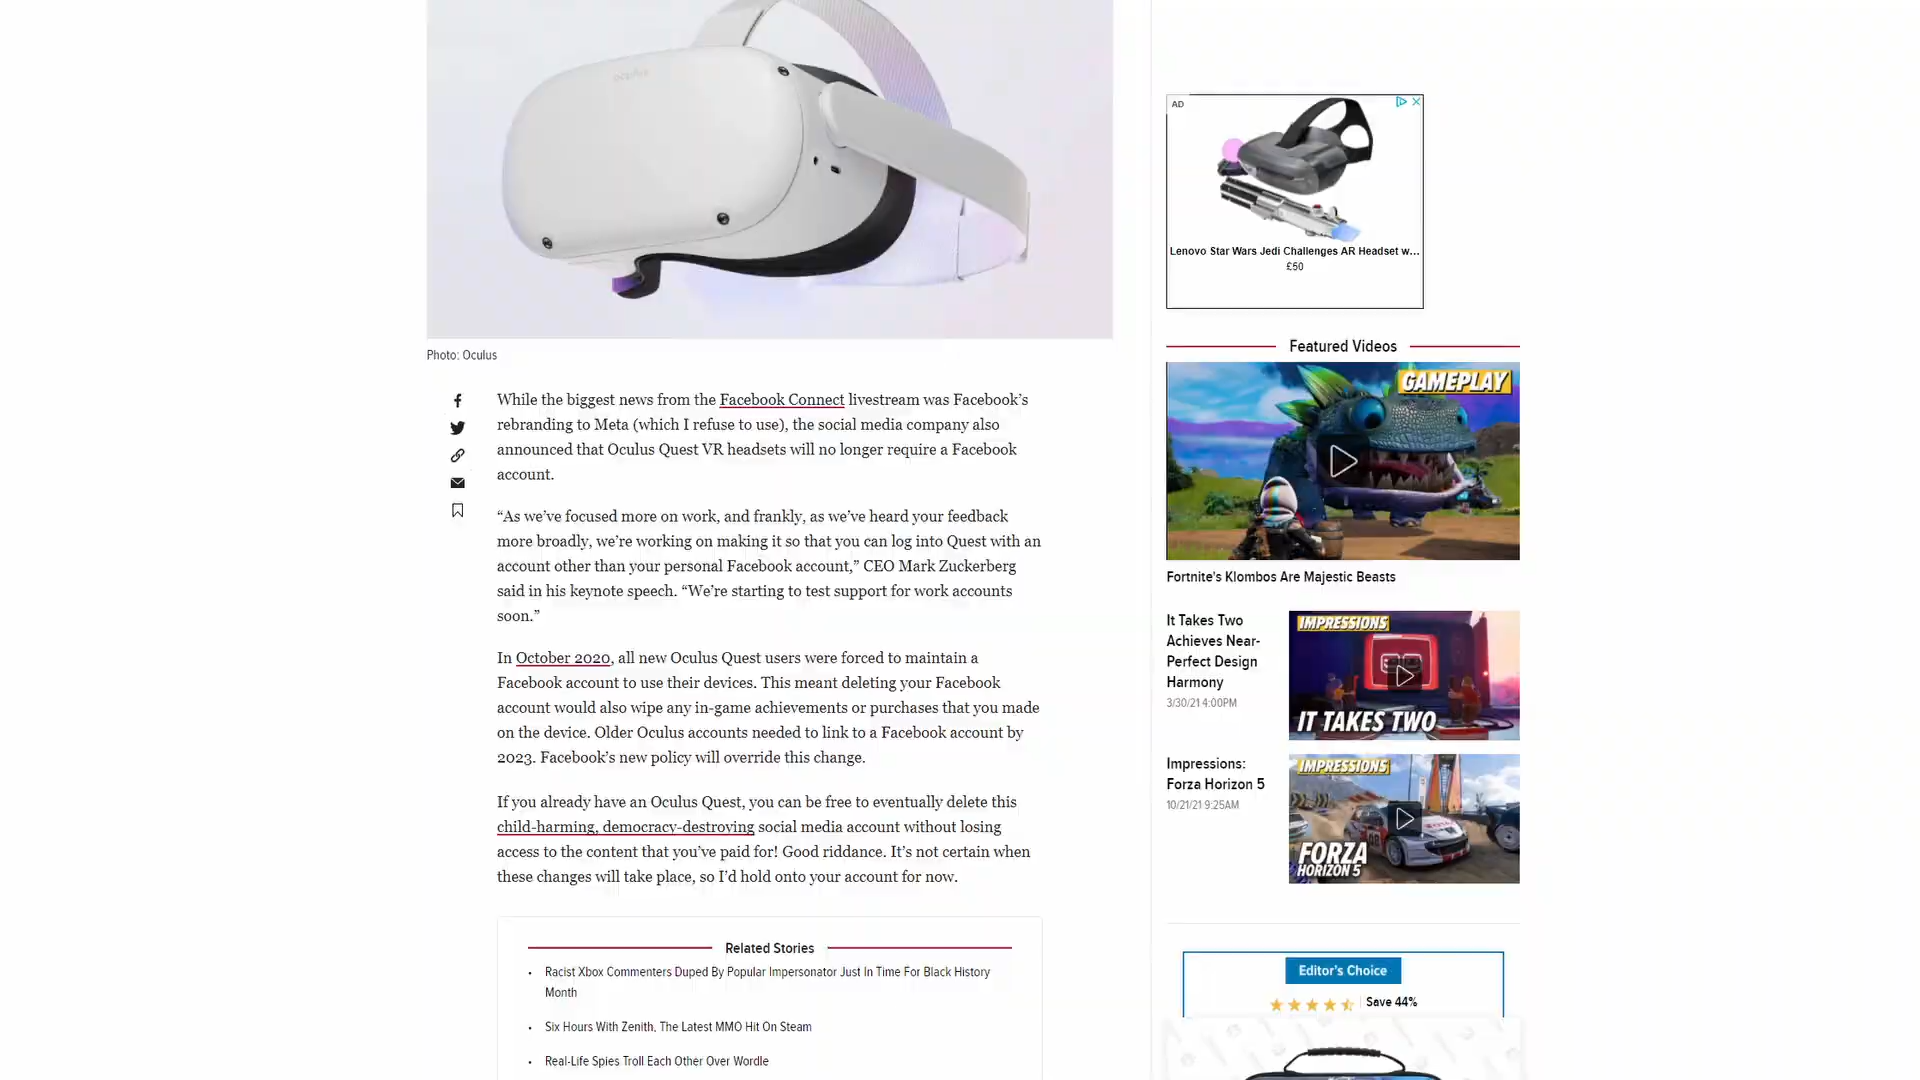 oculus
Photo: Oculus
While the biggest news from the Facebook Connect livestream was Facebook’s
rebranding to Meta (which I refuse to use), the social media company also
announced that Oculus Quest VR headsets will no longer require a Facebook
account.
“As we’ve focused more on work, and frankly, as we’ve heard your feedback
more broadly, we’re working on making it so that you can log into Quest with an
account other than your personal Facebook account,” CEO Mark Zuckerberg
said in his keynote speech. “We’re starting to test support for work accounts
soon.”
In October 2020, all new Oculus Quest users were forced to maintain a
Facebook account to use their devices. This meant deleting your Facebook
account would also wipe any in-game achievements or purchases that you made
on the device. Older Oculus accounts needed to link to a Facebook account by
2023. Facebook’s new policy will override this change.
If you already have an Oculus Quest, you can be free to eventually delete this
child-harming, democracy-destroying social media account without losing
access to the content that you’ve paid for! Good riddance. It’s not certain when
these changes will take place, so I’d hold onto your account for now.
Related Stories
• Racist Xbox Commenters Duped By Popular Impersonator Just In Time For Black History
Month
• Six Hours With Zenith, The Latest MMO Hit On Steam
• Real-Life Spies Troll Each Other Over Wordle
AD
Lenovo Star Wars Jedi Challenges AR Headset w...
£50
Featured Videos
GAMEPLAY
Fortnite's Klombos Are Majestic Beasts
It Takes Two
Achieves Near-
Perfect Design
Harmony
3/30/21 4:00PM
IMPRESSIONS
IT TAKES TWO
Impressions:
Forza Horizon 5
10/21/21 9:25AM
IMPRESSIONS
FORZA
HORIZON 5
Editor's Choice
Save 44%